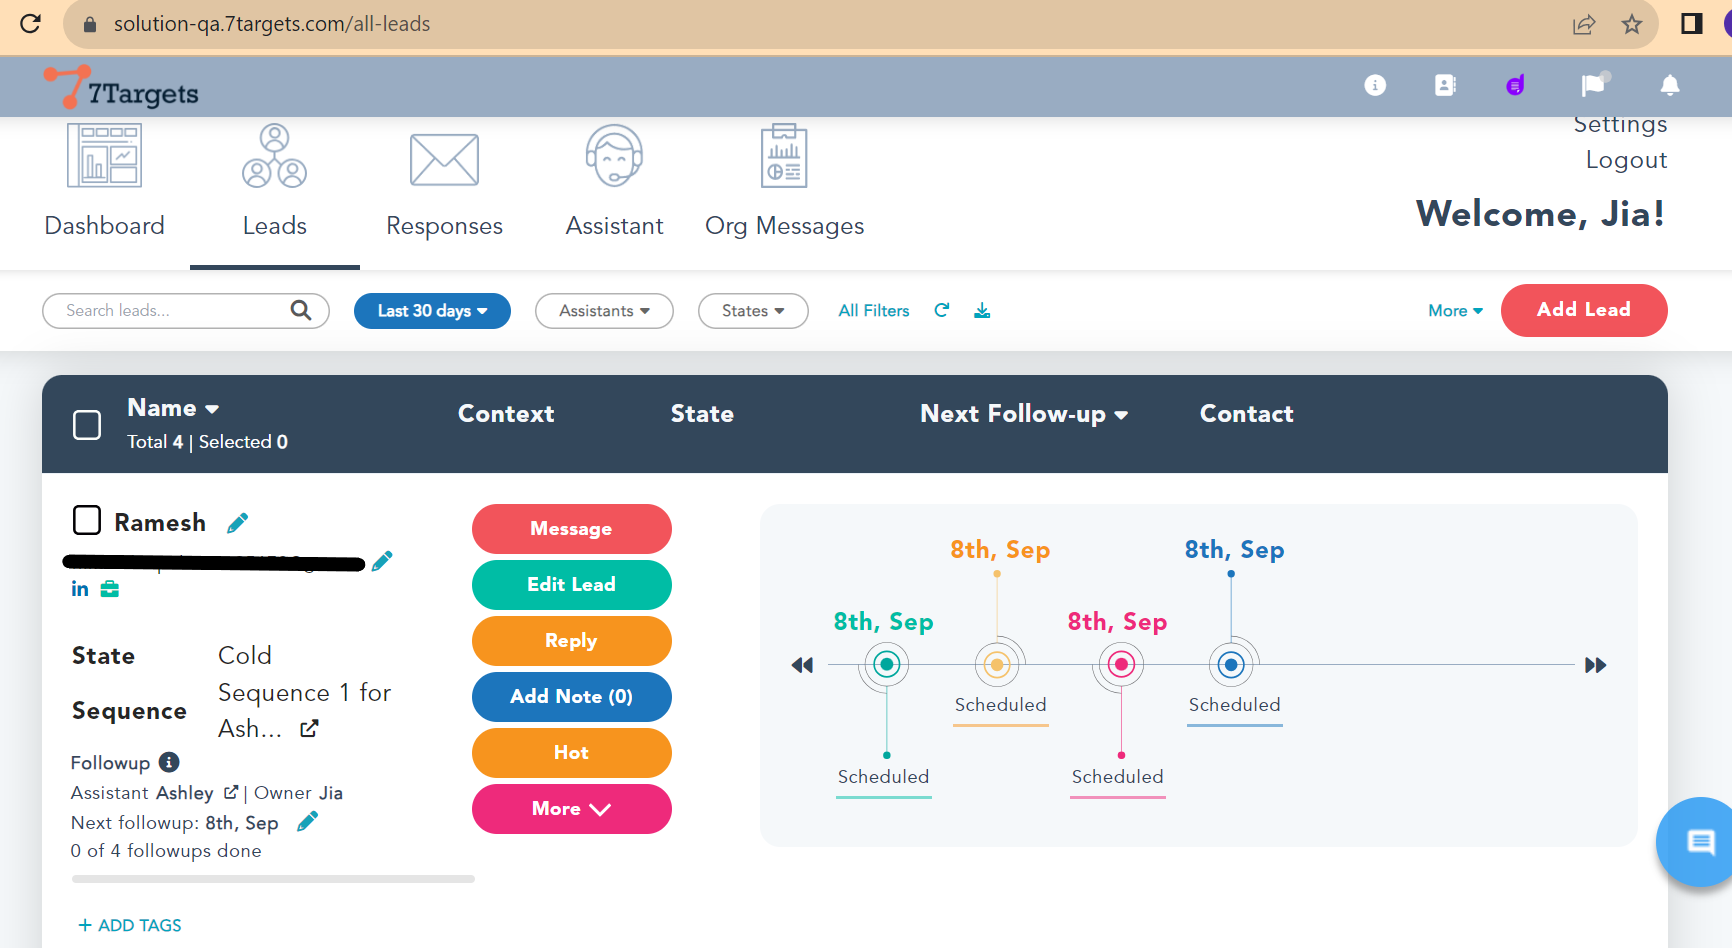 solution-qa.7targets.com/all-leads
7Targets
Settings
Logout
Welcome, Jia!
Dashboard
Leads
Responses
Assistant
Org Messages
Search leads...
Last 30 days
Assistants
States
All Filters
More
Add Lead
Name
Total 4 | Selected 0
Context
State
Next Follow-up
Contact
Ramesh
in
State
Cold
Sequence
Sequence 1 for
Ash...
Followup
Assistant Ashley | Owner Jia
Next followup: 8th, Sep
0 of 4 followups done
+ ADD TAGS
Message
Edit Lead
Reply
Add Note (0)
Hot
More
8th, Sep
Scheduled
8th, Sep
Scheduled
8th, Sep
Scheduled
8th, Sep
Scheduled